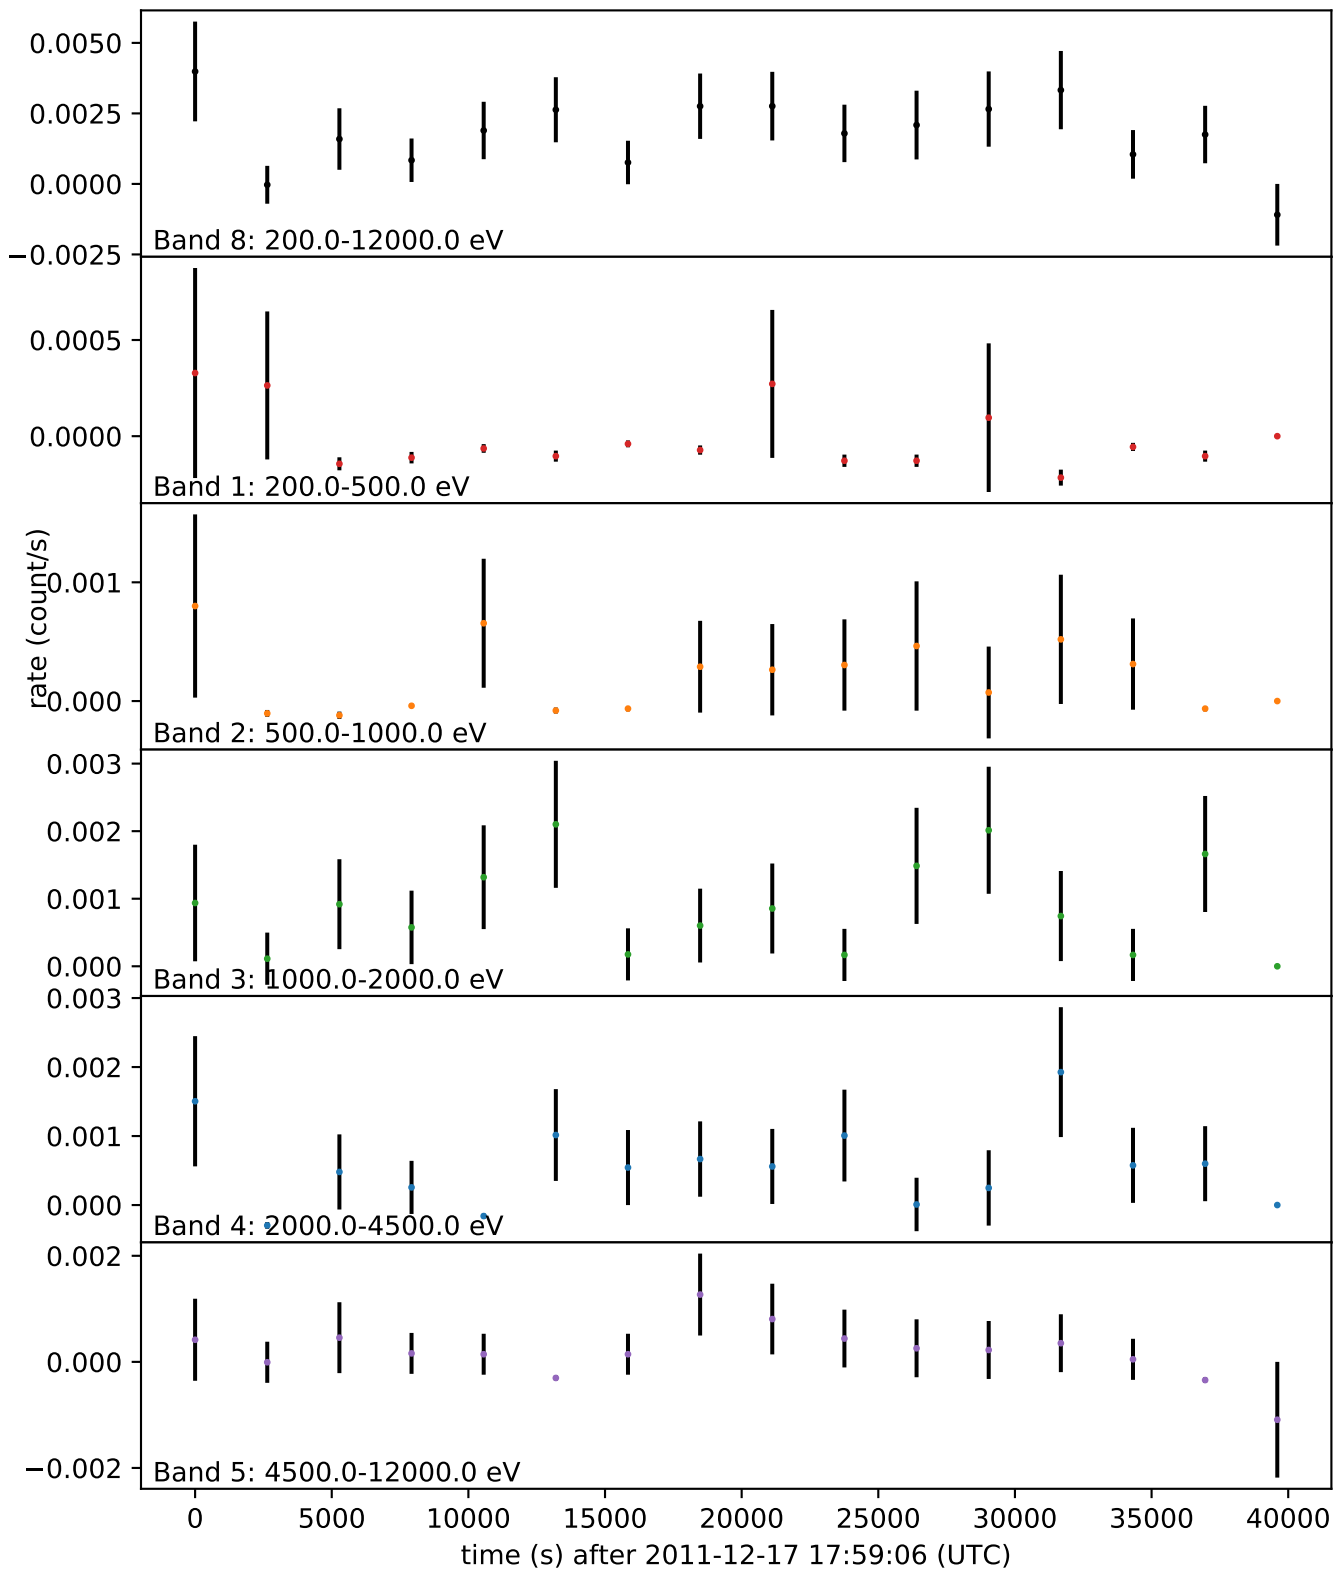 0.0050
0.0025
0.0000
−0.0025
Band 8: 200.0-12000.0 eV
0.0005
0.0000
Band 1: 200.0-500.0 eV
rate (count/s)
0.001
0.000
Band 2: 500.0-1000.0 eV
0.003
0.002
0.001
0.000
Band 3: 1000.0-2000.0 eV
0.003
0.002
0.001
0.000
Band 4: 2000.0-4500.0 eV
0.002
0.000
−0.002
Band 5: 4500.0-12000.0 eV
0 5000 10000 15000 20000 25000 30000 35000 40000
time (s) after 2011-12-17 17:59:06 (UTC)